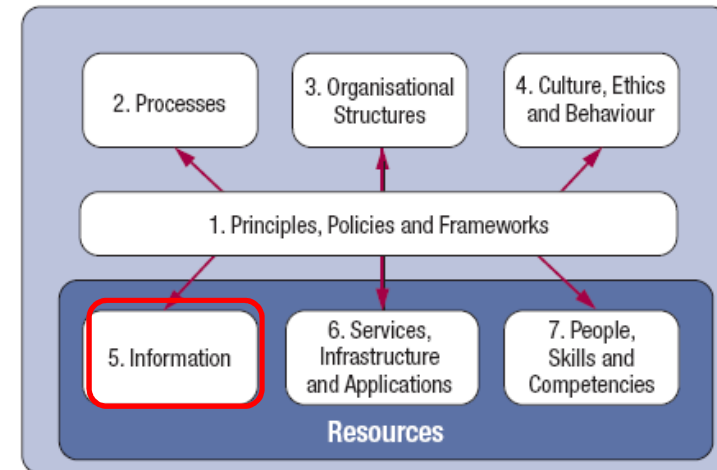 2. Processes
3. Organisational
Structures
4. Culture, Ethics
and Behaviour
1. Principles, Policies and Frameworks
5. Information
6. Services,
Infrastructure
and Applications
7. People,
Skills and
Competencies
Resources